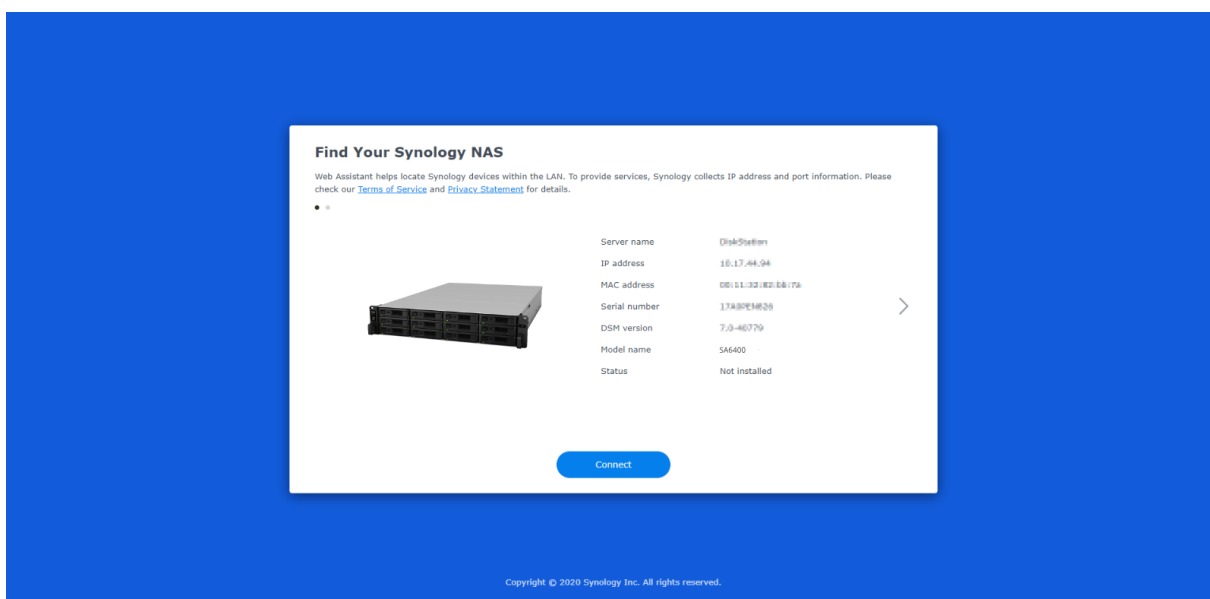 Find Your Synology NAS
Web Assistant helps locate Synology devices within the LAN. To provide services, Synology collects IP address and port information. Please
check our Terms of Service and Privacy Statement for details.
Server name DiskStation
IP address
MAC address
Serial number
DSM version
Model name SA6400
Status Not installed
Connect
Copyright © 2020 Synology Inc. All rights reserved.